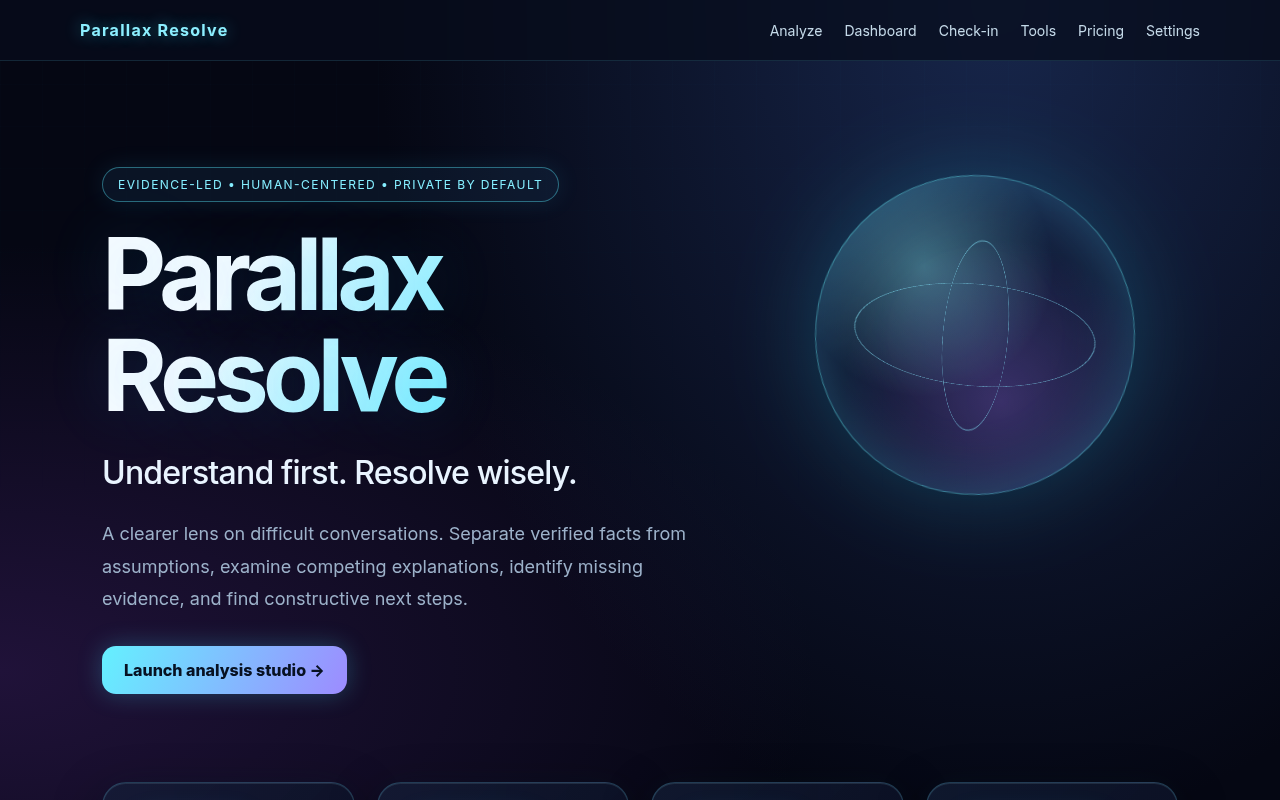 Parallax Resolve
Analyze Dashboard Check-in Tools Pricing Settings
EVIDENCE-LED • HUMAN-CENTERED • PRIVATE BY DEFAULT
Parallax
Resolve
Understand first. Resolve wisely.
A clearer lens on difficult conversations. Separate verified facts from
assumptions, examine competing explanations, identify missing
evidence, and find constructive next steps.
Launch analysis studio →